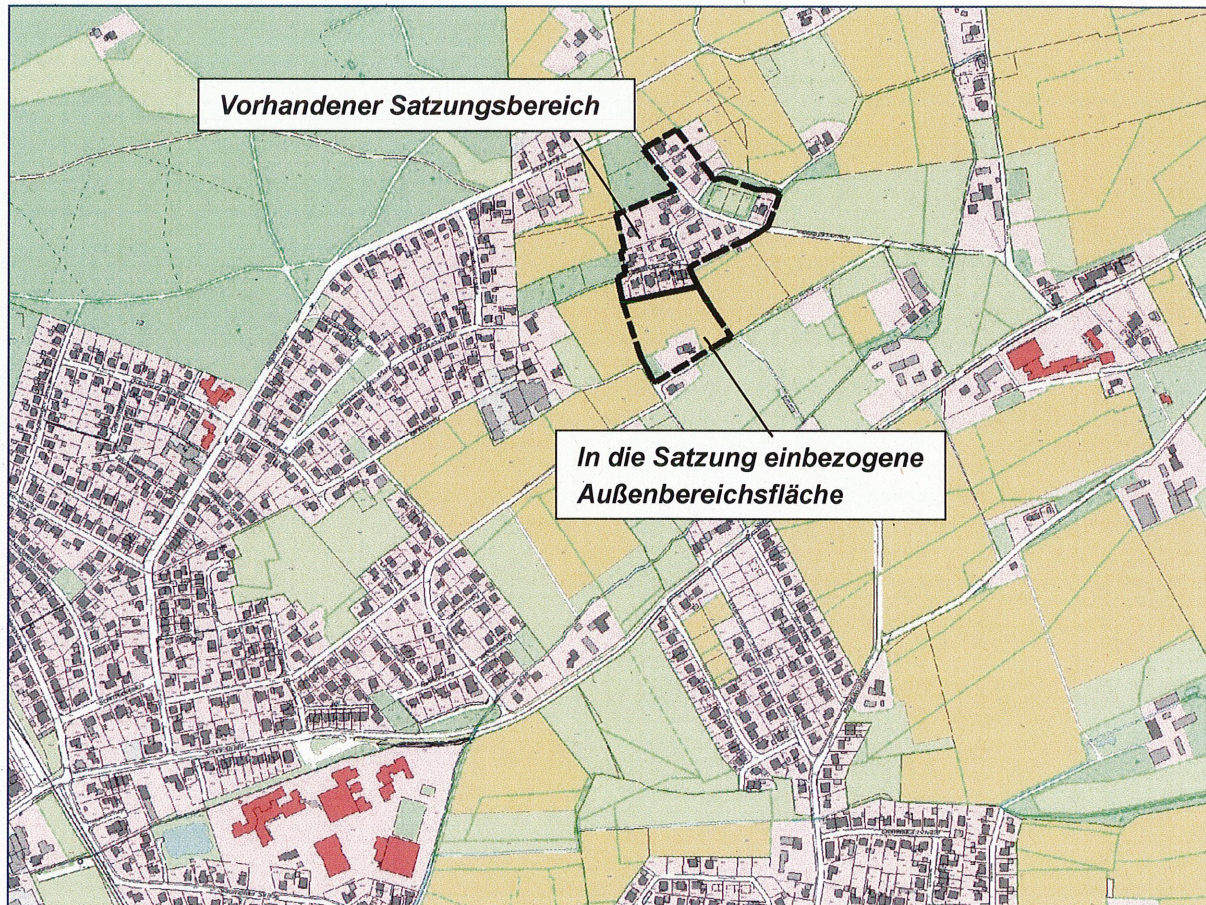 Vorhandener Satzungsbereich
In die Satzung einbezogene
Außenbereichsfläche